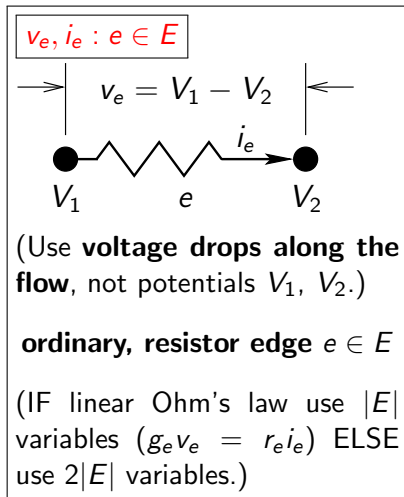 v_e, i_e : e ∈ E
v_e = V_1 − V_2
i_e
V_1 e V_2
(Use voltage drops along the
flow, not potentials V_1, V_2.)
ordinary, resistor edge e ∈ E
(IF linear Ohm's law use |E|
variables (g_e v_e = r_e i_e) ELSE
use 2|E| variables.)